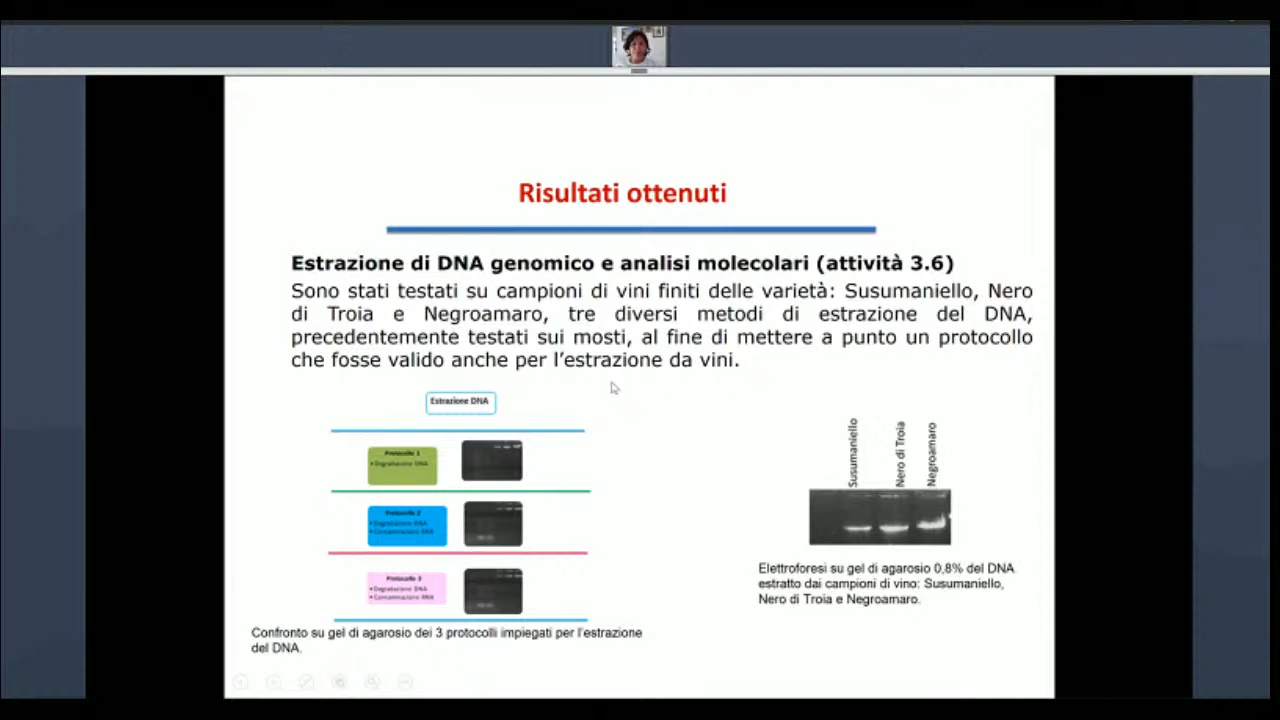 Risultati ottenuti
Estrazione di DNA genomico e analisi molecolari (attività 3.6)
Sono stati testati su campioni di vini finiti delle varietà: Susumaniello, Nero
di Troia e Negroamaro, tre diversi metodi di estrazione del DNA,
precedentemente testati sui mosti, al fine di mettere a punto un protocollo
che fosse valido anche per l'estrazione da vini.
Estrazione DNA
Protocollo 1
• Degradazione DNA
Protocollo 2
• Degradazione DNA
• Contaminazione RNA
Protocollo 3
• Degradazione DNA
• Contaminazione RNA
Confronto su gel di agarosio dei 3 protocolli impiegati per l'estrazione
del DNA.
Susumaniello
Nero di Troia
Negroamaro
Elettroforesi su gel di agarosio 0,8% del DNA
estratto dai campioni di vino: Susumaniello,
Nero di Troia e Negroamaro.